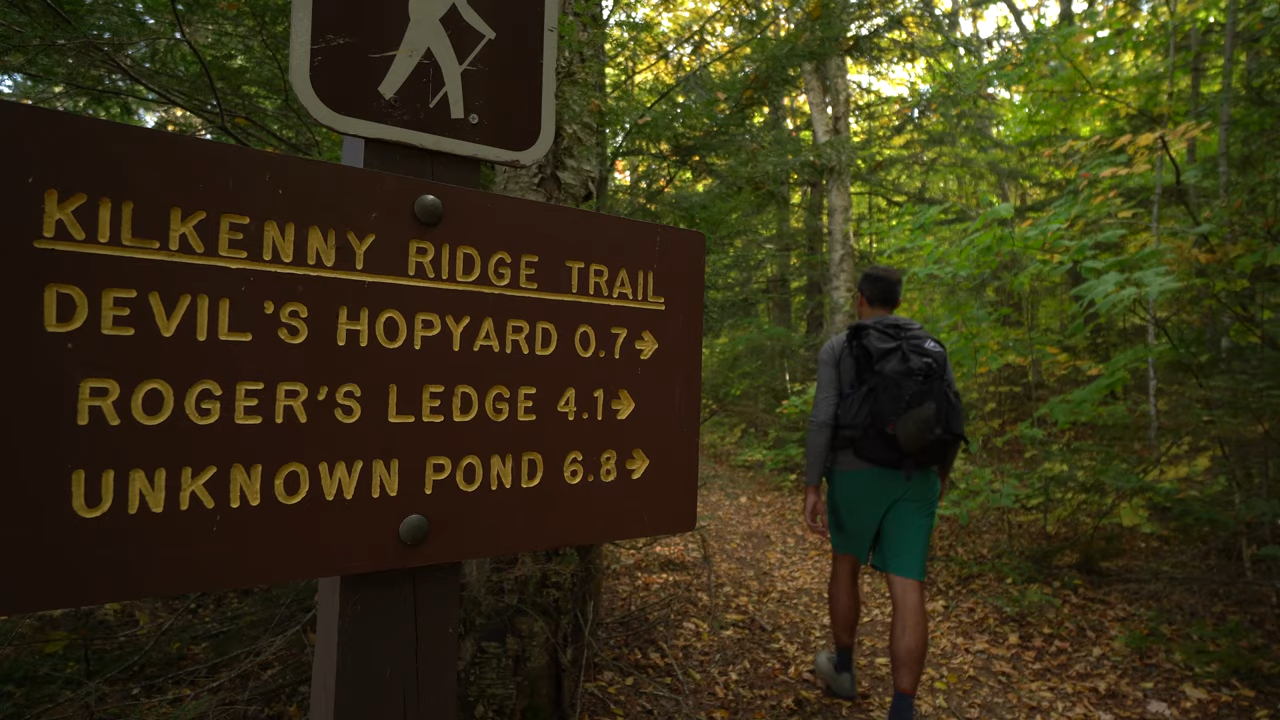 KILKENNY RIDGE TRAIL
DEVIL'S HOPYARD 0.7→
ROGER'S LEDGE 4.1→
UNKNOWN POND 6.8→